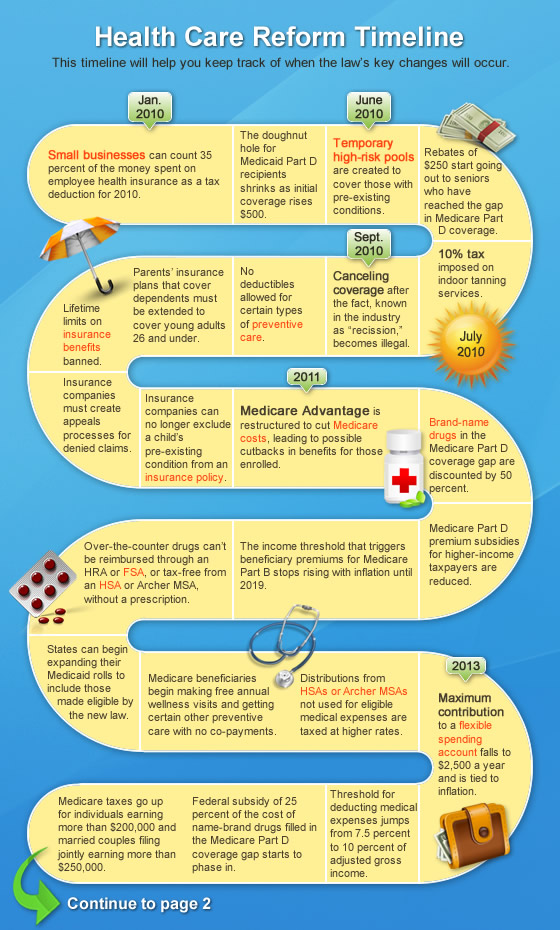 Health Care Reform Timeline
This timeline will help you keep track of when the law's key changes will occur.
Jan.
2010
Small businesses can count 35
percent of the money spent on
employee health insurance as a tax
deduction for 2010.
The doughnut
hole for
Medicaid Part D
recipients
shrinks as initial
coverage rises
$500.
June
2010
Temporary
high-risk pools
are created to
cover those with
pre-existing
conditions.
Rebates of
$250 start going
out to seniors
who have
reached the gap
in Medicare Part
D coverage.
July
2010
10% tax
imposed on
indoor tanning
services.
Sept.
2010
Canceling
coverage after
the fact, known
in the industry
as “recission,”
becomes illegal.
No
deductibles
allowed for
certain types
of preventive
care.
Parents’ insurance
plans that cover
dependents must
be extended to
cover young adults
26 and under.
Lifetime
limits on
insurance
benefits
banned.
Insurance
companies
must create
appeals
processes for
denied claims.
Insurance
companies can
no longer exclude
a child’s
pre-existing
condition from an
insurance policy.
2011
Medicare Advantage is
restructured to cut Medicare
costs, leading to possible
cutbacks in benefits for those
enrolled.
Brand-name
drugs in the
Medicare Part D
coverage gap are
discounted by 50
percent.
Medicare Part D
premium subsidies
for higher-income
taxpayers are
reduced.
The income threshold that triggers
beneficiary premiums for Medicare
Part B stops rising with inflation until
2019.
Over-the-counter drugs can’t
be reimbursed through an
HRA or FSA, or tax-free from
an HSA or Archer MSA,
without a prescription.
States can begin
expanding their
Medicaid rolls to
include those
made eligible by
the new law.
Medicare beneficiaries
begin making free annual
wellness visits and getting
certain other preventive
care with no co-payments.
Distributions from
HSAs or Archer MSAs
not used for eligible
medical expenses are
taxed at higher rates.
2013
Maximum
contribution
to a flexible
spending
account falls to
$2,500 a year
and is tied to
inflation.
Threshold for
deducting medical
expenses jumps
from 7.5 percent
to 10 percent of
adjusted gross
income.
Federal subsidy of 25
percent of the cost of
name-brand drugs filled in
the Medicare Part D
coverage gap starts to
phase in.
Medicare taxes go up
for individuals earning
more than $200,000 and
married couples filing
jointly earning more than
$250,000.
Continue to page 2